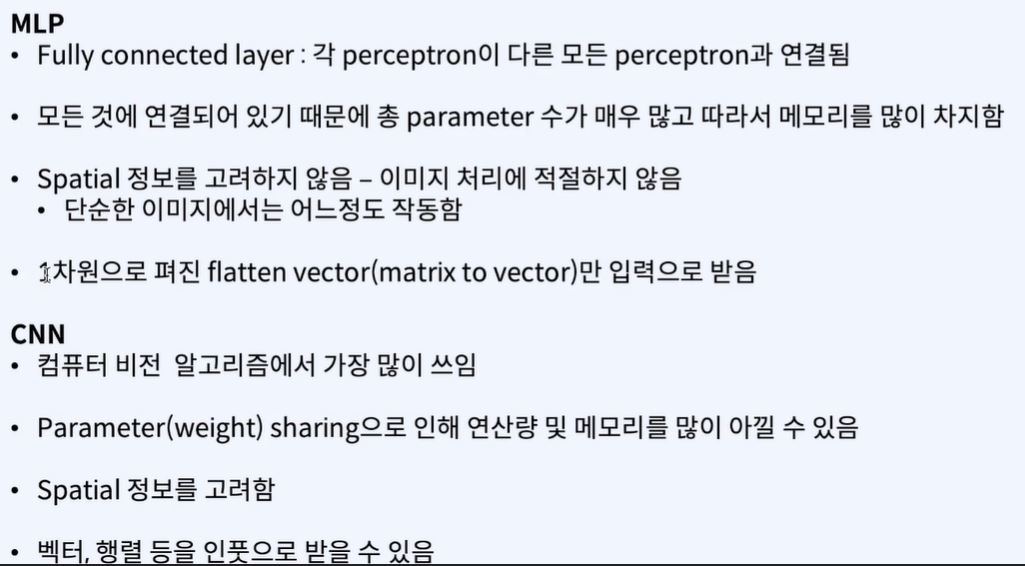 MLP
• Fully connected layer : 각 perceptron이 다른 모든 perceptron과 연결됨
• 모든 것에 연결되어 있기 때문에 총 parameter 수가 매우 많고 따라서 메모리를 많이 차지함
• Spatial 정보를 고려하지 않음 – 이미지 처리에 적절하지 않음
• 단순한 이미지에서는 어느정도 작동함
• 1차원으로 펴진 flatten vector(matrix to vector)만 입력으로 받음
CNN
• 컴퓨터 비전 알고리즘에서 가장 많이 쓰임
• Parameter(weight) sharing으로 인해 연산량 및 메모리를 많이 아낄 수 있음
• Spatial 정보를 고려함
• 벡터, 행렬 등을 인풋으로 받을 수 있음